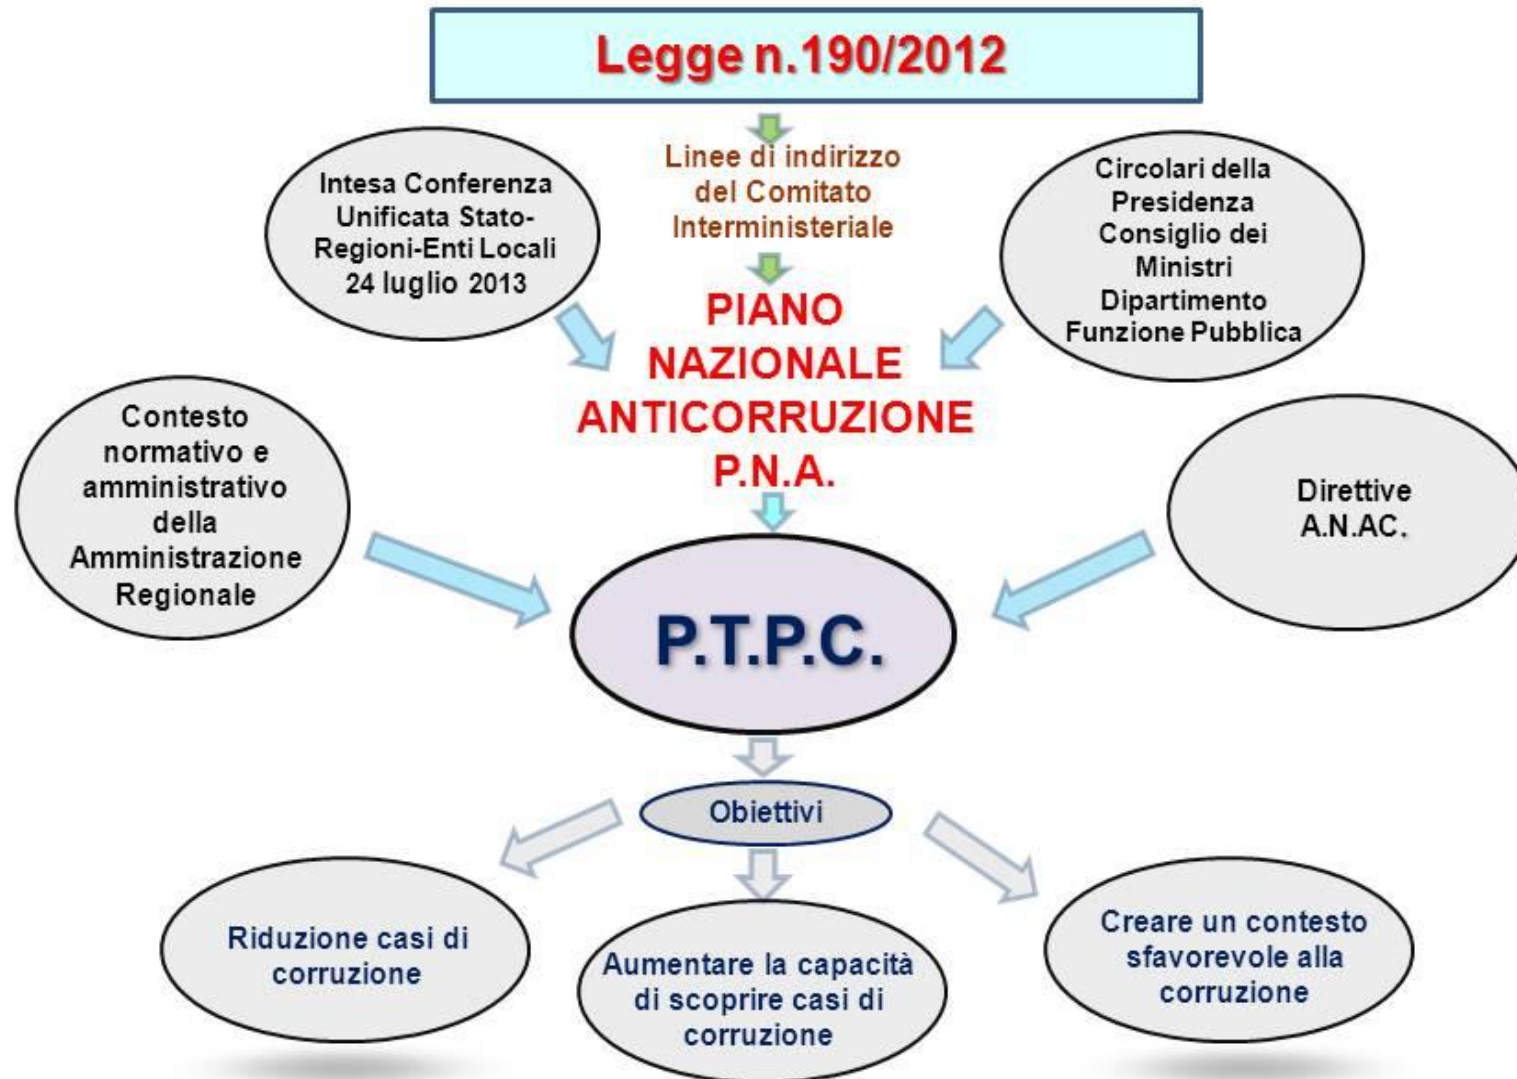 Legge n.190/2012
Linee di indirizzo
del Comitato
Interministeriale
Intesa Conferenza
Unificata Stato-
Regioni-Enti Locali
24 luglio 2013
Circolari della
Presidenza
Consiglio dei
Ministri
Dipartimento
Funzione Pubblica
PIANO
NAZIONALE
ANTICORRUZIONE
P.N.A.
Contesto
normativo e
amministrativo
della
Amministrazione
Regionale
Direttive
A.N.AC.
P.T.P.C.
Obiettivi
Riduzione casi di
corruzione
Aumentare la capacità
di scoprire casi di
corruzione
Creare un contesto
sfavorevole alla
corruzione